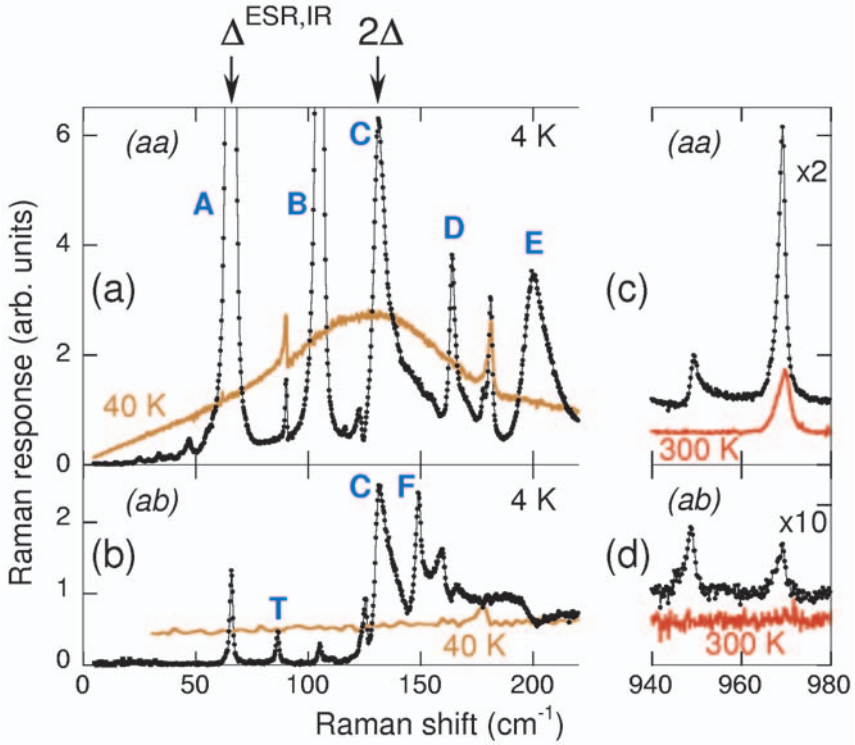 Δ^ESR,IR 2Δ
(aa) C 4 K
6
A B
D E
4
(a)
2
40 K
0
(ab) C F 4 K
2
(b)
T
1
40 K
0
0 50 100 150 200
Raman shift (cm⁻¹)
Raman response (arb. units)
(aa)
x2
(c)
300 K
(ab)
x10
(d)
300 K
940 960 980